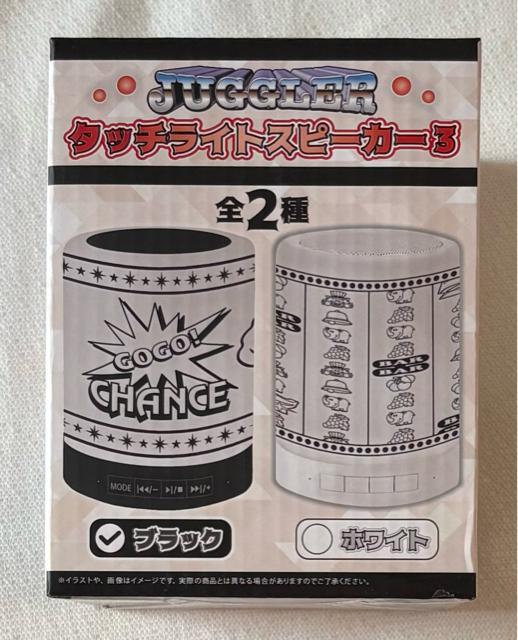 JUGGLER
タッチライトスピーカー3
全2種
GOGO!
CHANCE
BAR
BAR
MODE |◀◀/− ▶|/■ ▶▶|/+
ブラック
ホワイト
※イラストや、画像はイメージです。実際の商品とは異なる場合がありますのでご了承ください。